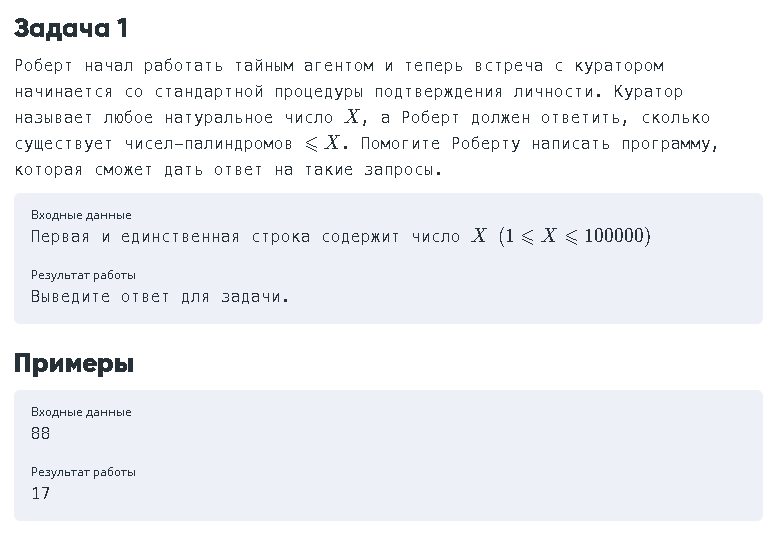 Задача 1
Роберт начал работать тайным агентом и теперь встреча с куратором
начинается со стандартной процедуры подтверждения личности. Куратор
называет любое натуральное число X, а Роберт должен ответить, сколько
существует чисел-палиндромов ⩽ X. Помогите Роберту написать программу,
которая сможет дать ответ на такие запросы.
Входные данные
Первая и единственная строка содержит число X (1 ⩽ X ⩽ 100000)
Результат работы
Выведите ответ для задачи.
Примеры
Входные данные
88
Результат работы
17